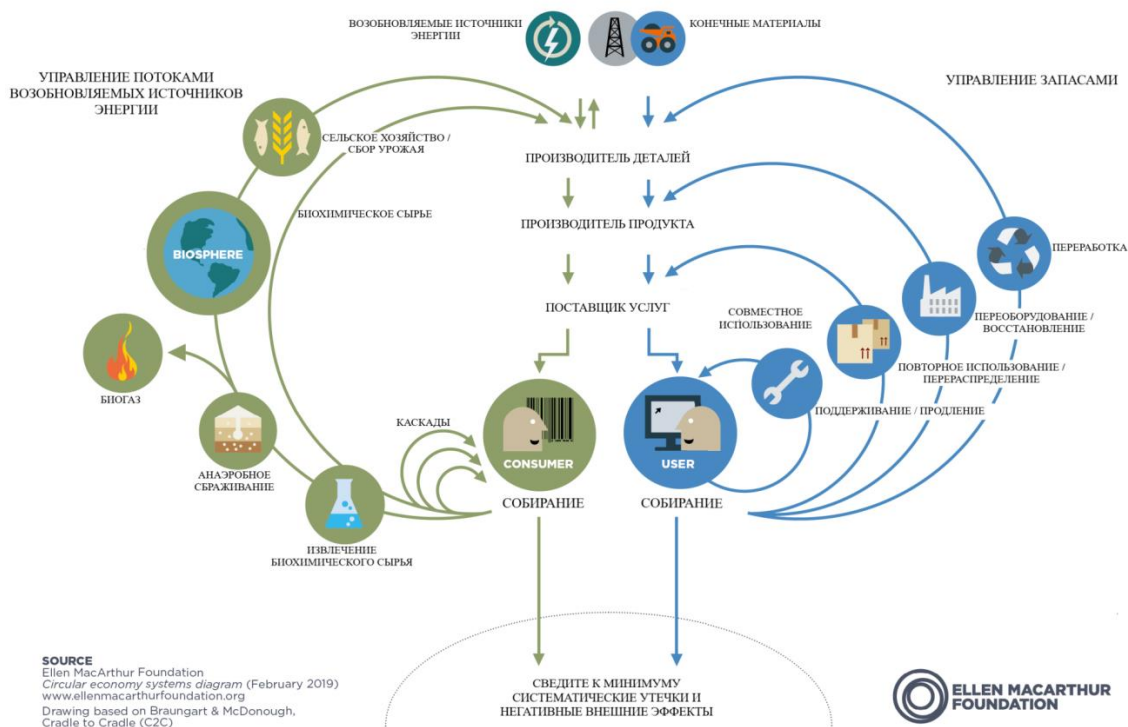 ВОЗОБНОВЛЯЕМЫЕ ИСТОЧНИКИ
ЭНЕРГИИ
КОНЕЧНЫЕ МАТЕРИАЛЫ
УПРАВЛЕНИЕ ПОТОКАМИ
ВОЗОБНОВЛЯЕМЫХ ИСТОЧНИКОВ
ЭНЕРГИИ
УПРАВЛЕНИЕ ЗАПАСАМИ
СЕЛЬСКОЕ ХОЗЯЙСТВО /
СБОР УРОЖАЯ
ПРОИЗВОДИТЕЛЬ ДЕТАЛЕЙ
БИОХИМИЧЕСКОЕ СЫРЬЕ
ПРОИЗВОДИТЕЛЬ ПРОДУКТА
BIOSPHERE
ПЕРЕРАБОТКА
ПОСТАВЩИК УСЛУГ
СОВМЕСТНОЕ
ИСПОЛЬЗОВАНИЕ
ПЕРЕОБОРУДОВАНИЕ /
ВОССТАНОВЛЕНИЕ
ПОВТОРНОЕ ИСПОЛЬЗОВАНИЕ /
ПЕРЕРАСПРЕДЕЛЕНИЕ
БИОГАЗ
ПОДДЕРЖИВАНИЕ / ПРОДЛЕНИЕ
КАСКАДЫ
CONSUMER
USER
АНАЭРОБНОЕ
СБРАЖИВАНИЕ
СОБИРАНИЕ
СОБИРАНИЕ
ИЗВЛЕЧЕНИЕ
БИОХИМИЧЕСКОГО СЫРЬЯ
СВЕДИТЕ К МИНИМУМУ
СИСТЕМАТИЧЕСКИЕ УТЕЧКИ И
НЕГАТИВНЫЕ ВНЕШНИЕ ЭФФЕКТЫ
SOURCE
Ellen MacArthur Foundation
Circular economy systems diagram (February 2019)
www.ellenmacarthurfoundation.org
Drawing based on Braungart & McDonough,
Cradle to Cradle (C2C)
ELLEN MACARTHUR
FOUNDATION